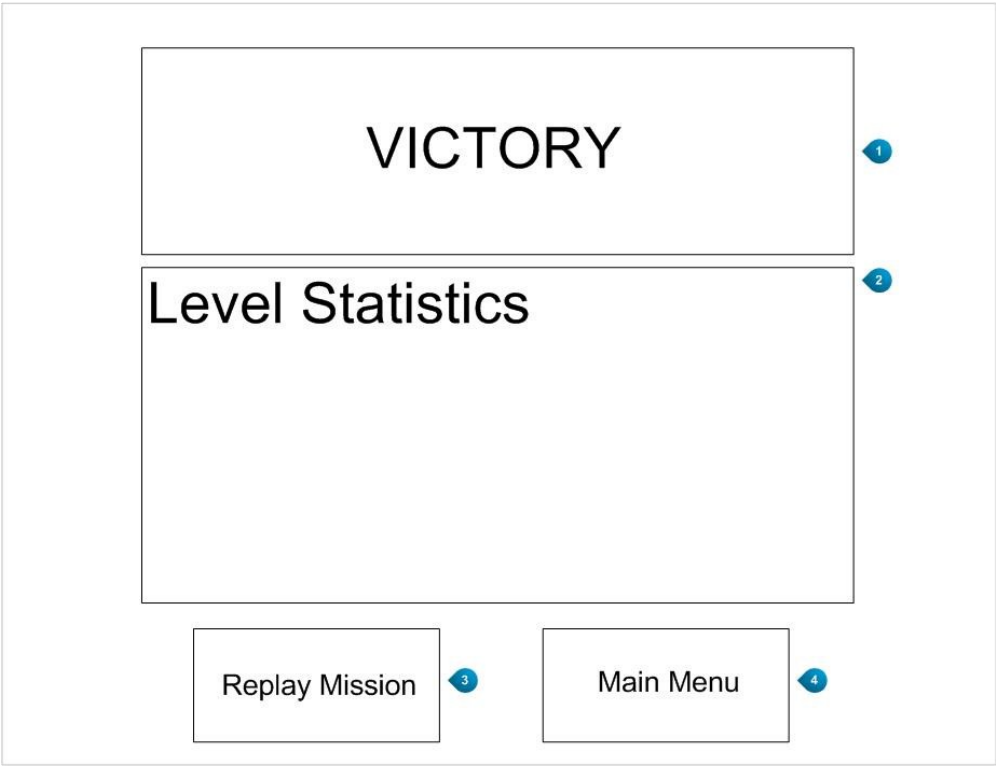 VICTORY
1
Level Statistics
2
Replay Mission
3
Main Menu
4